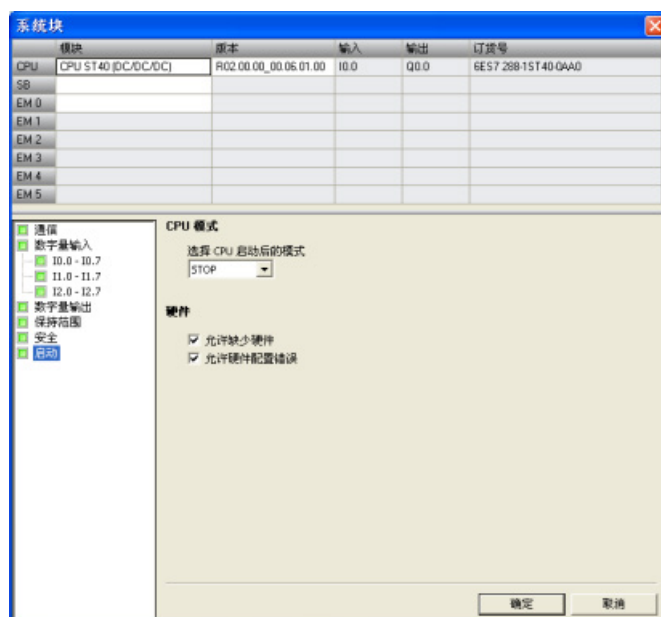 系统块
模块 版本 输入 输出 订货号
CPU CPU ST40 (DC/DC/DC) R02.00.00_00.06.01.00 I0.0 Q0.0 6ES7 288-1ST40-0AA0
SB
EM 0
EM 1
EM 2
EM 3
EM 4
EM 5
通信
数字量输入
I0.0 - I0.7
I1.0 - I1.7
I2.0 - I2.7
数字量输出
保持范围
安全
启动
CPU 模式
选择 CPU 启动后的模式
STOP
硬件
允许缺少硬件
允许硬件配置错误
确定 取消